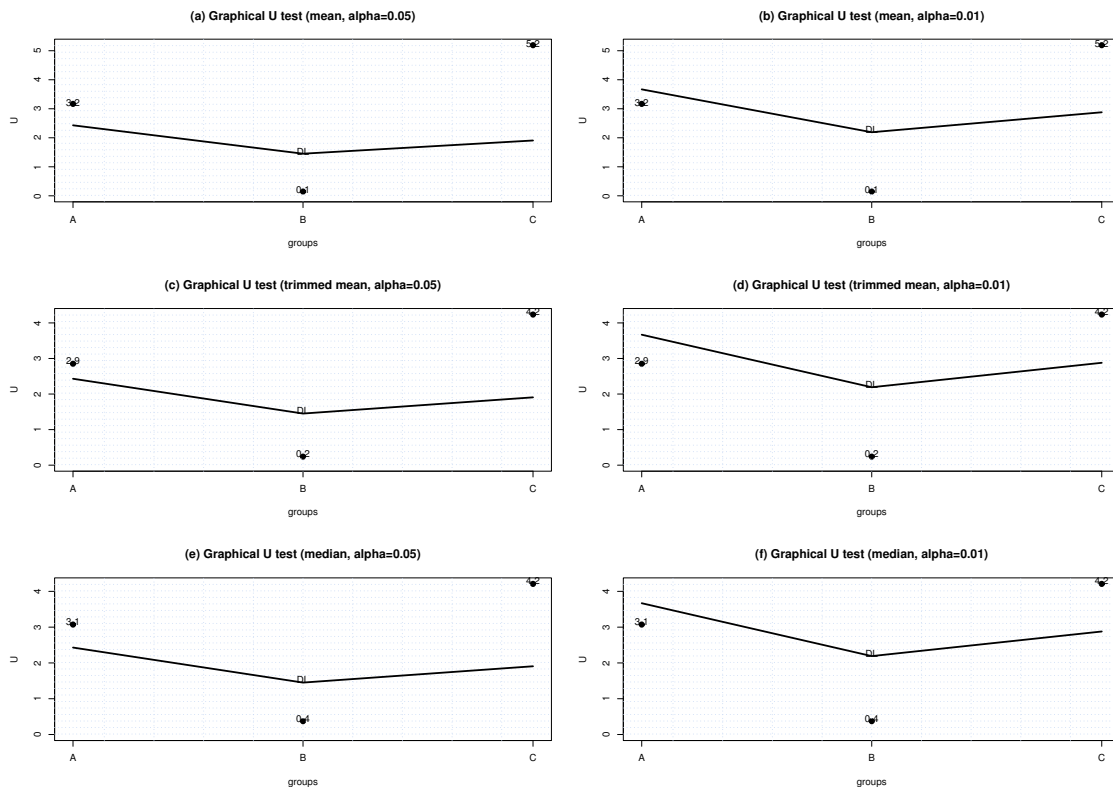 (a) Graphical U test (mean, alpha=0.05)
U
0 1 2 3 4 5
3.2
DL
0.1
5.2
A B C
groups
(b) Graphical U test (mean, alpha=0.01)
U
0 1 2 3 4 5
3.2
DL
0.1
5.2
A B C
groups
(c) Graphical U test (trimmed mean, alpha=0.05)
U
0 1 2 3 4
2.9
DL
0.2
4.2
A B C
groups
(d) Graphical U test (trimmed mean, alpha=0.01)
U
0 1 2 3 4
2.9
DL
0.2
4.2
A B C
groups
(e) Graphical U test (median, alpha=0.05)
U
0 1 2 3 4
3.1
DL
0.4
4.2
A B C
groups
(f) Graphical U test (median, alpha=0.01)
U
0 1 2 3 4
3.1
DL
0.4
4.2
A B C
groups